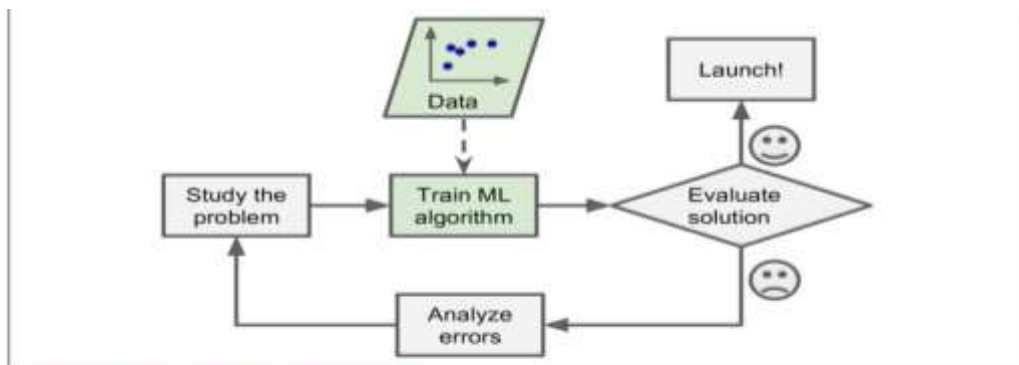 Data
Launch!
Study the
problem
Train ML
algorithm
Evaluate
solution
Analyze
errors